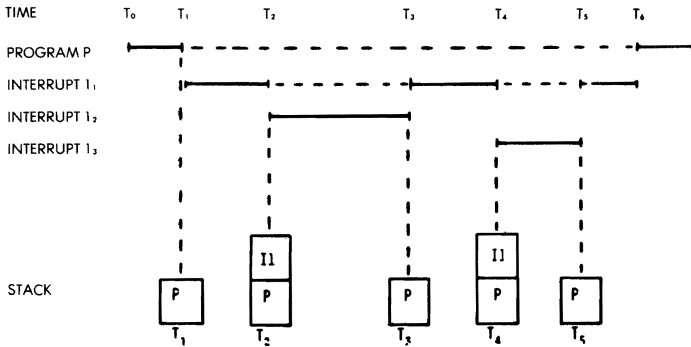 TIME T₀ T₁ T₂ T₃ T₄ T₅ T₆
PROGRAM P
INTERRUPT I₁
INTERRUPT I₂
INTERRUPT I₃
I1 I1
STACK P P P P P
T₁ T₂ T₃ T₄ T₅